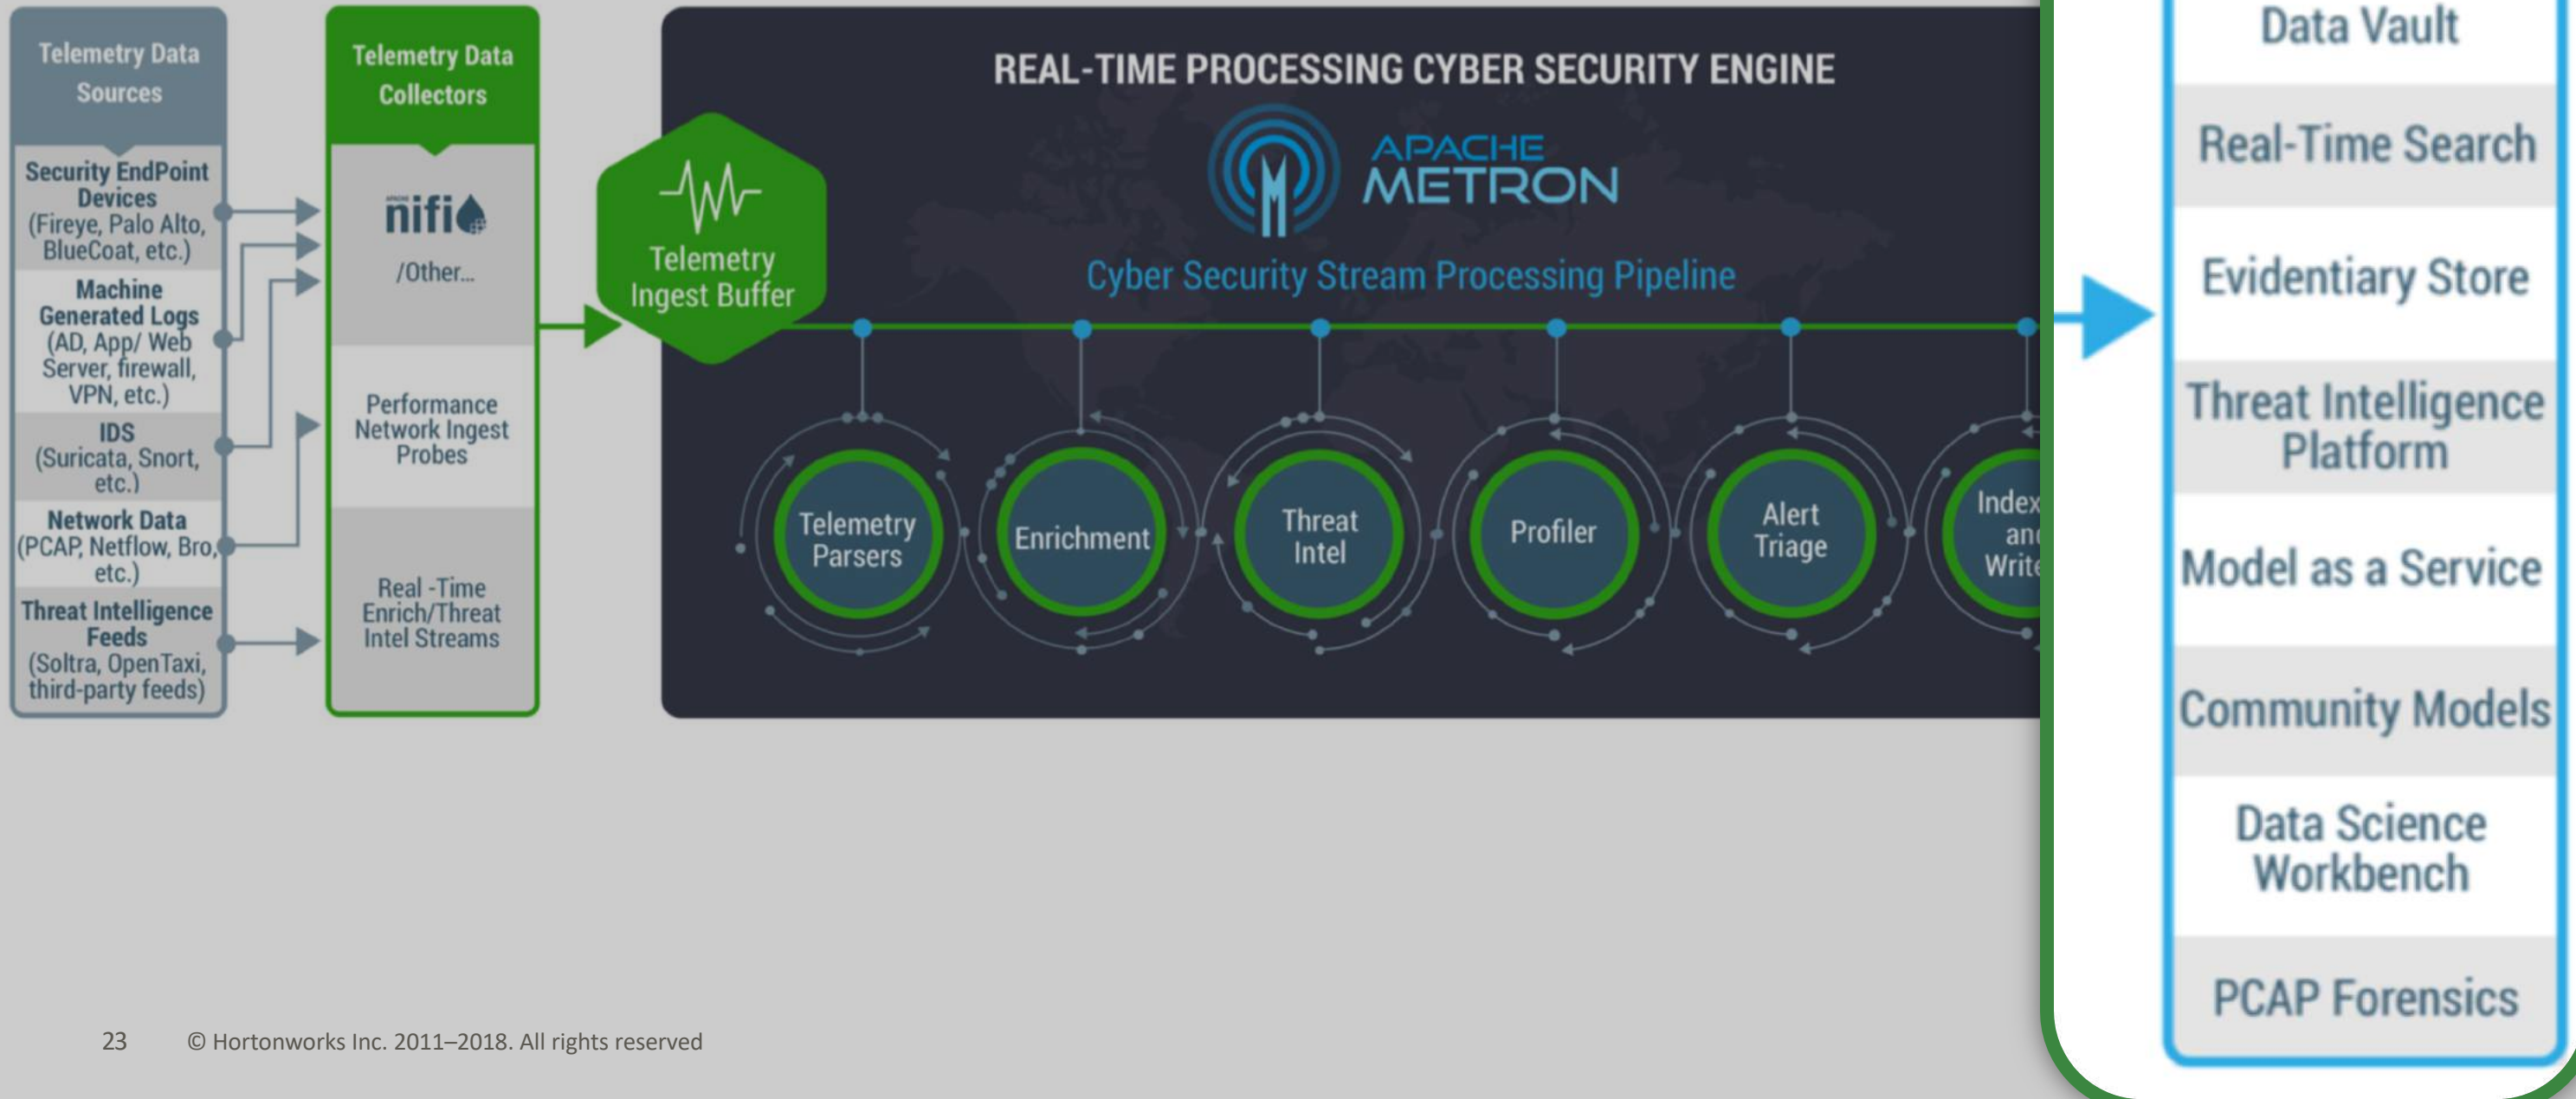 Telemetry Data
Sources
Security EndPoint
Devices
(Fireye, Palo Alto,
BlueCoat, etc.)
Machine
Generated Logs
(AD, App/ Web
Server, firewall,
VPN, etc.)
IDS
(Suricata, Snort,
etc.)
Network Data
(PCAP, Netflow, Bro,
etc.)
Threat Intelligence
Feeds
(Soltra, OpenTaxi,
third-party feeds)
Telemetry Data
Collectors
APACHE
nifi
/Other...
Performance
Network Ingest
Probes
Real -Time
Enrich/Threat
Intel Streams
Telemetry
Ingest Buffer
REAL-TIME PROCESSING CYBER SECURITY ENGINE
APACHE
METRON
Cyber Security Stream Processing Pipeline
Telemetry
Parsers
Enrichment
Threat
Intel
Profiler
Alert
Triage
Data Vault
Real-Time Search
Evidentiary Store
Threat Intelligence
Platform
Model as a Service
Community Models
Data Science
Workbench
PCAP Forensics
23 © Hortonworks Inc. 2011–2018. All rights reserved